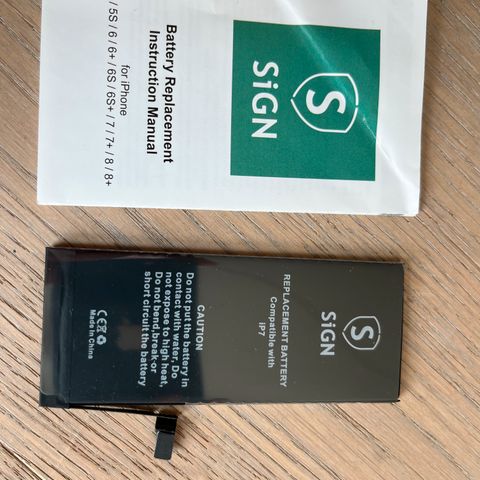 S
SiGN
Battery Replacement
Instruction Manual
for iPhone
/ 5S / 6 / 6+ / 6S / 6S+ / 7 / 7+ / 8 / 8+
S
SiGN
REPLACEMENT BATTERY
Compatible with
iP7
CAUTION
Do not put the battery in
contact with water, Do
not expose to high heat,
Do not bend, break or
short circuit the battery
CE
Made In China